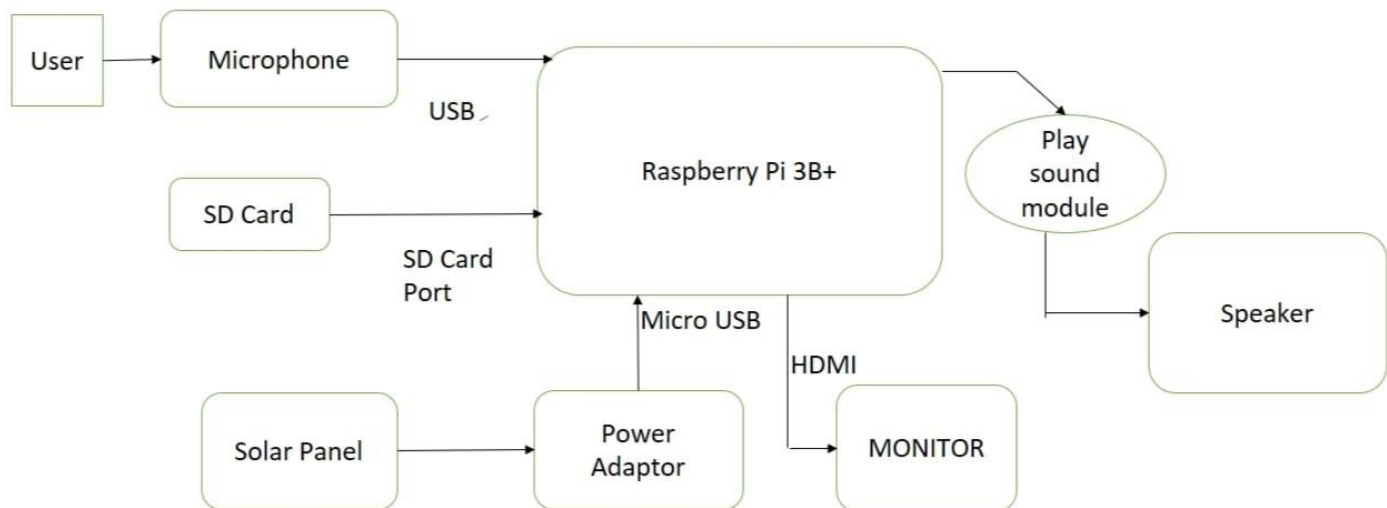 User
Microphone
USB
Raspberry Pi 3B+
Play
sound
module
SD Card
SD Card
Port
Speaker
Micro USB
HDMI
Solar Panel
Power
Adaptor
MONITOR